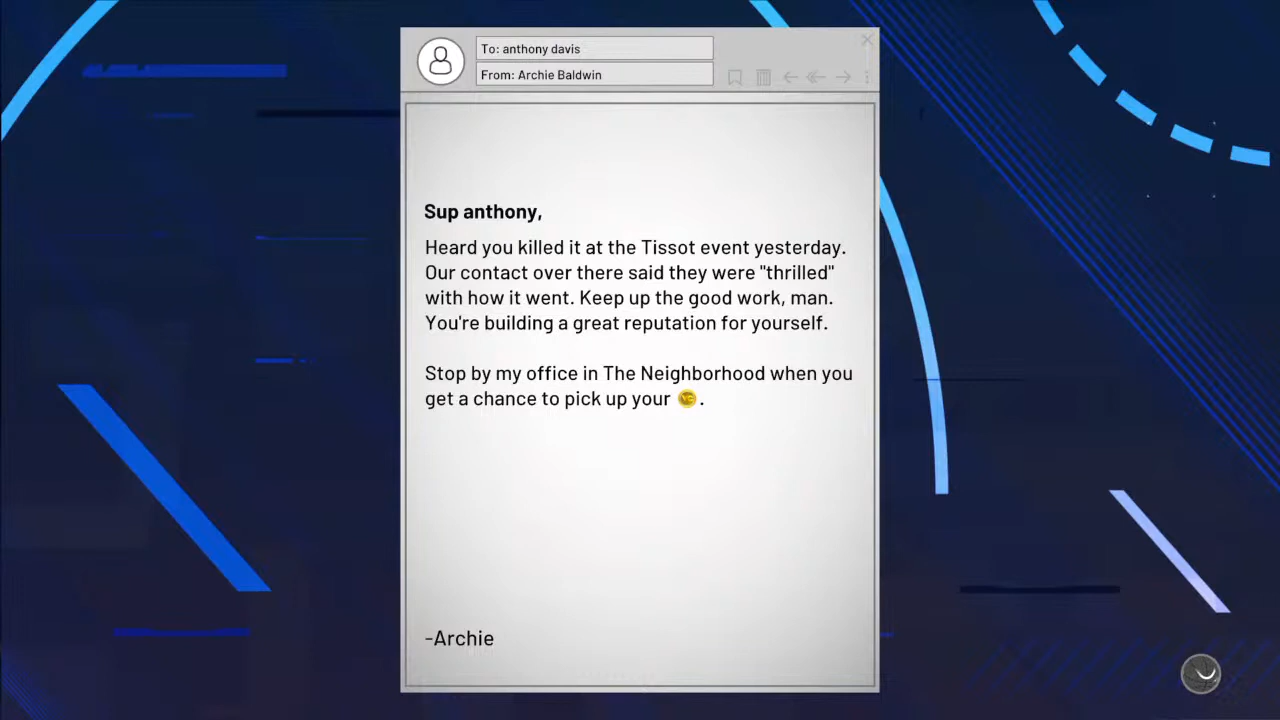 To: anthony davis
From: Archie Baldwin
Sup anthony,
Heard you killed it at the Tissot event yesterday.
Our contact over there said they were "thrilled"
with how it went. Keep up the good work, man.
You're building a great reputation for yourself.
Stop by my office in The Neighborhood when you
get a chance to pick up your VC.
-Archie